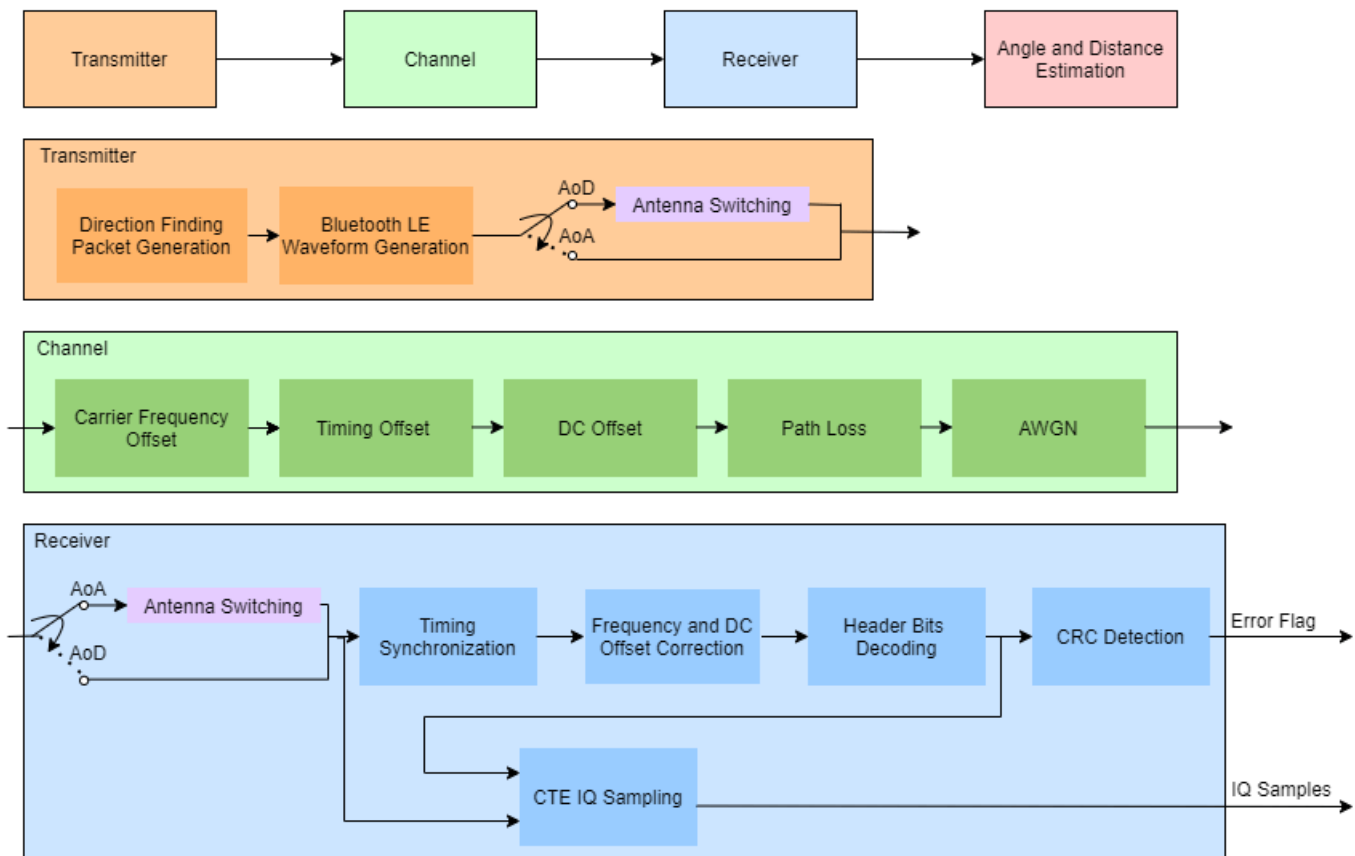 Transmitter
Channel
Receiver
Angle and Distance
Estimation
Transmitter
Direction Finding
Packet Generation
Bluetooth LE
Waveform Generation
AoD
AoA
Antenna Switching
Channel
Carrier Frequency
Offset
Timing Offset
DC Offset
Path Loss
AWGN
Receiver
AoA
AoD
Antenna Switching
Timing
Synchronization
Frequency and DC
Offset Correction
Header Bits
Decoding
CRC Detection
Error Flag
CTE IQ Sampling
IQ Samples